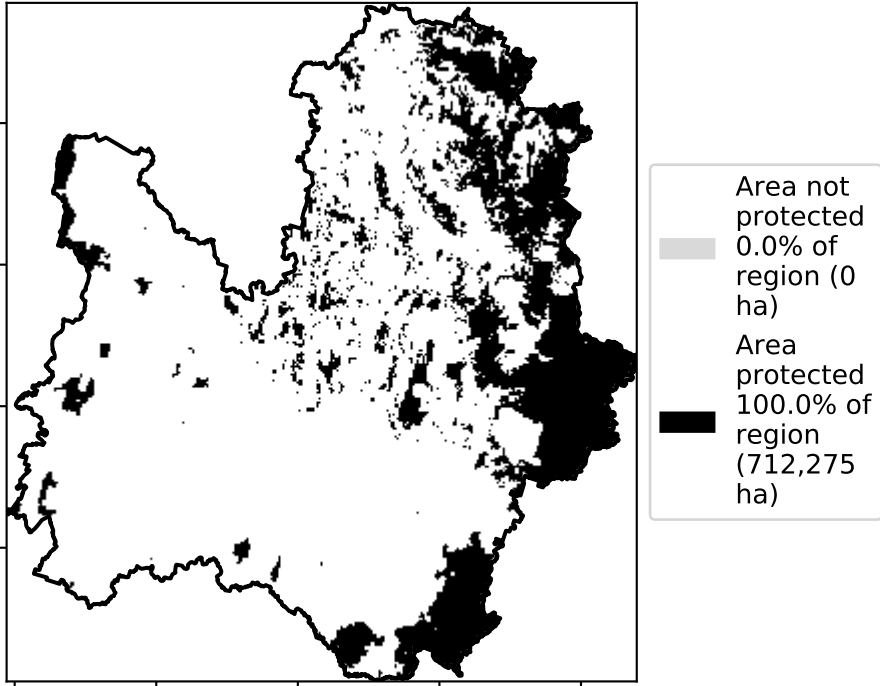 Area not
protected
0.0% of
region (0
ha)
Area
protected
100.0% of
region
(712,275
ha)